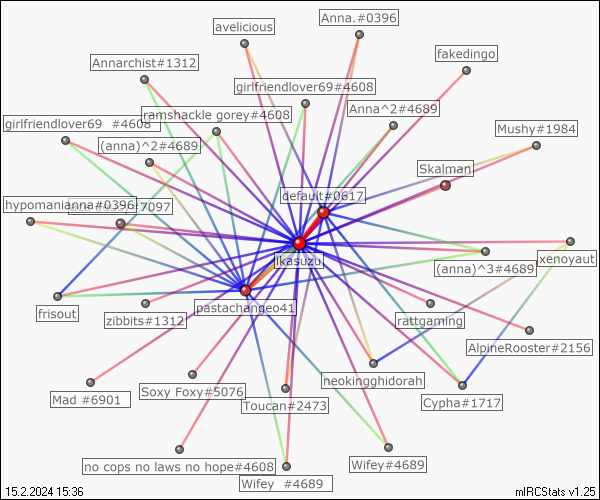 Anna.#0396
avelicious
fakedingo
Annarchist#1312
girlfriendlover69#4608
ramshackle gorey#4608
Anna^2#4689
girlfriendlover69 #4608
Mushy#1984
(anna)^2#4689
Skalman
default#0617
hypomanianna#0396
#7097
ikasuzu
xenoyaut
(anna)^3#4689
pastachangeo41
frisout
zibbits#1312
rattgaming
AlpineRooster#2156
neokingghidorah
Soxy Foxy#5076
Mad #6901
Toucan#2473
Cypha#1717
no cops no laws no hope#4608
Wifey#4689
Wifey #4689
15.2.2024 15:36
mIRCStats v1.25